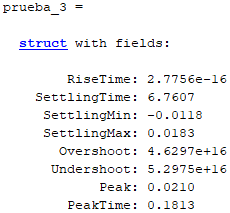 prueba_3 =
struct with fields:
RiseTime: 2.7756e-16
SettlingTime: 6.7607
SettlingMin: -0.0118
SettlingMax: 0.0183
Overshoot: 4.6297e+16
Undershoot: 5.2975e+16
Peak: 0.0210
PeakTime: 0.1813